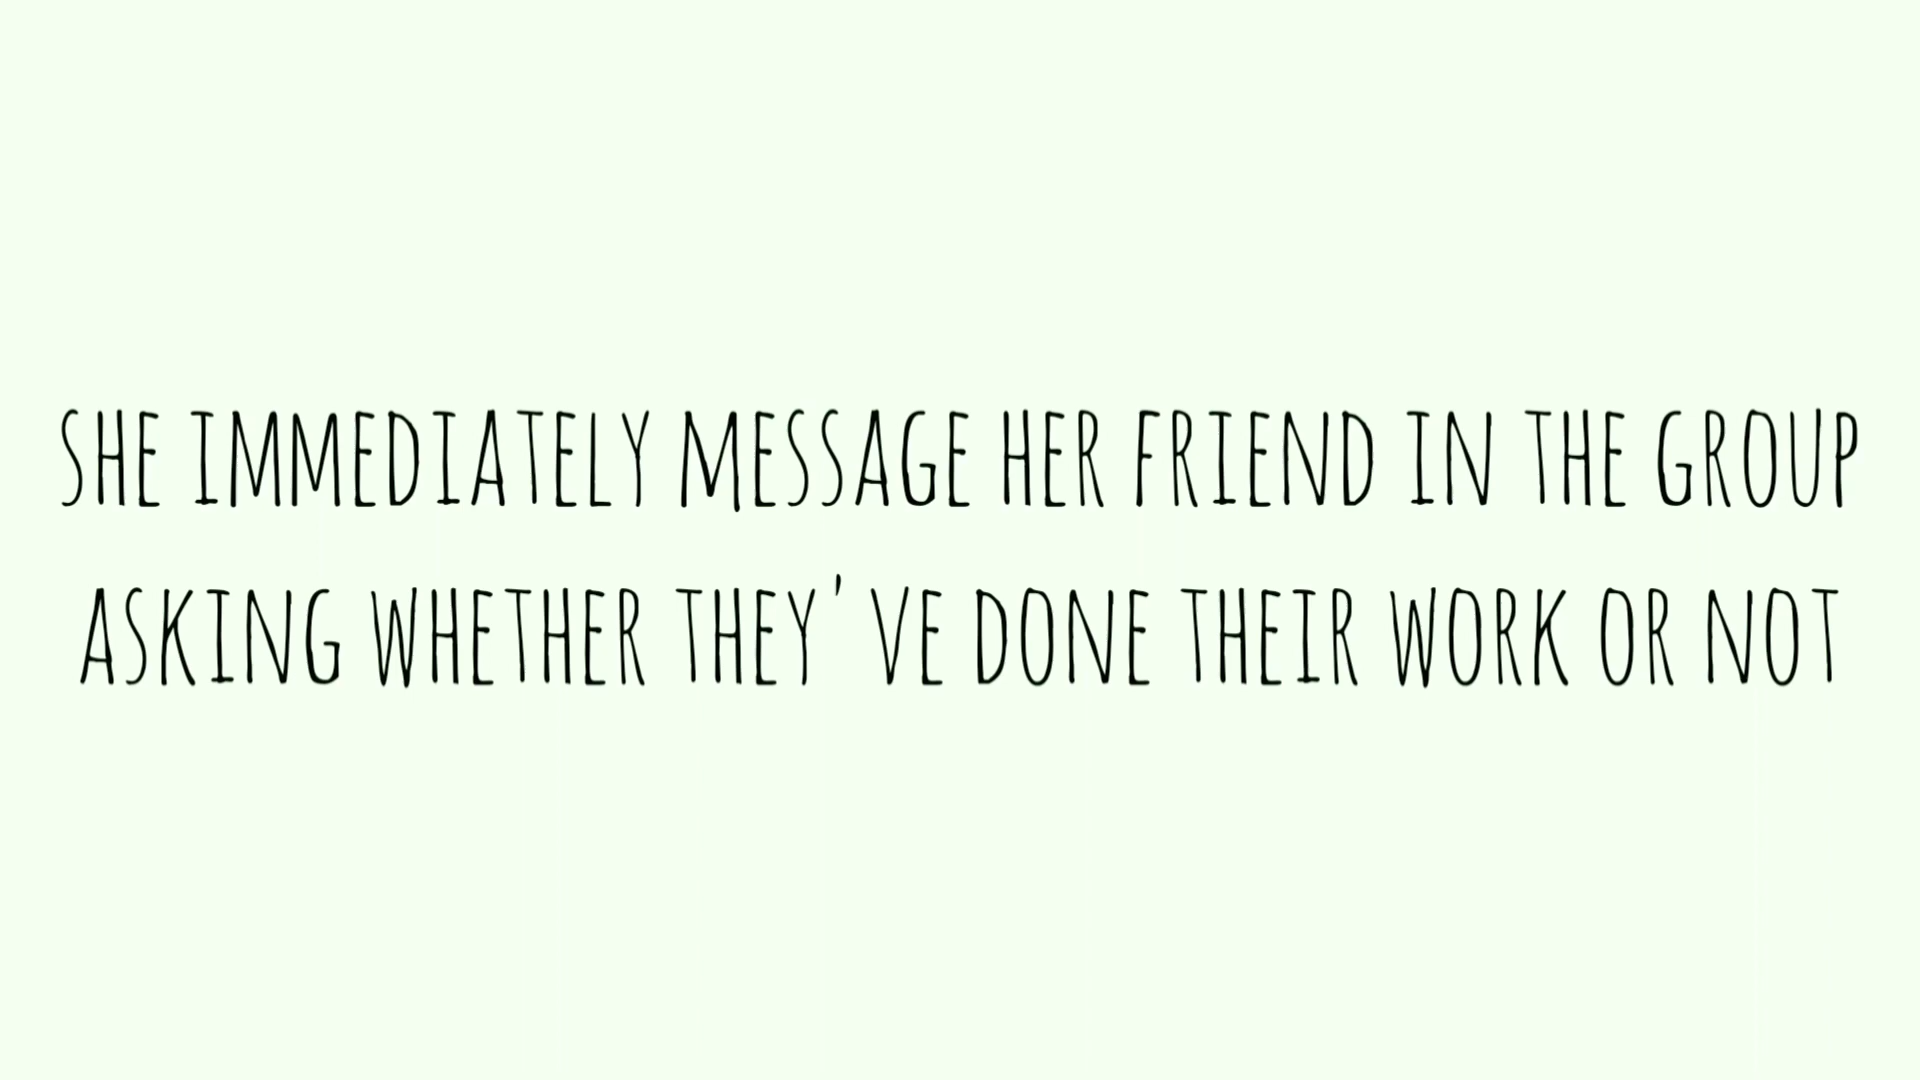 SHE IMMEDIATELY MESSAGE HER FRIEND IN THE GROUP
ASKING WHETHER THEY'VE DONE THEIR WORK OR NOT